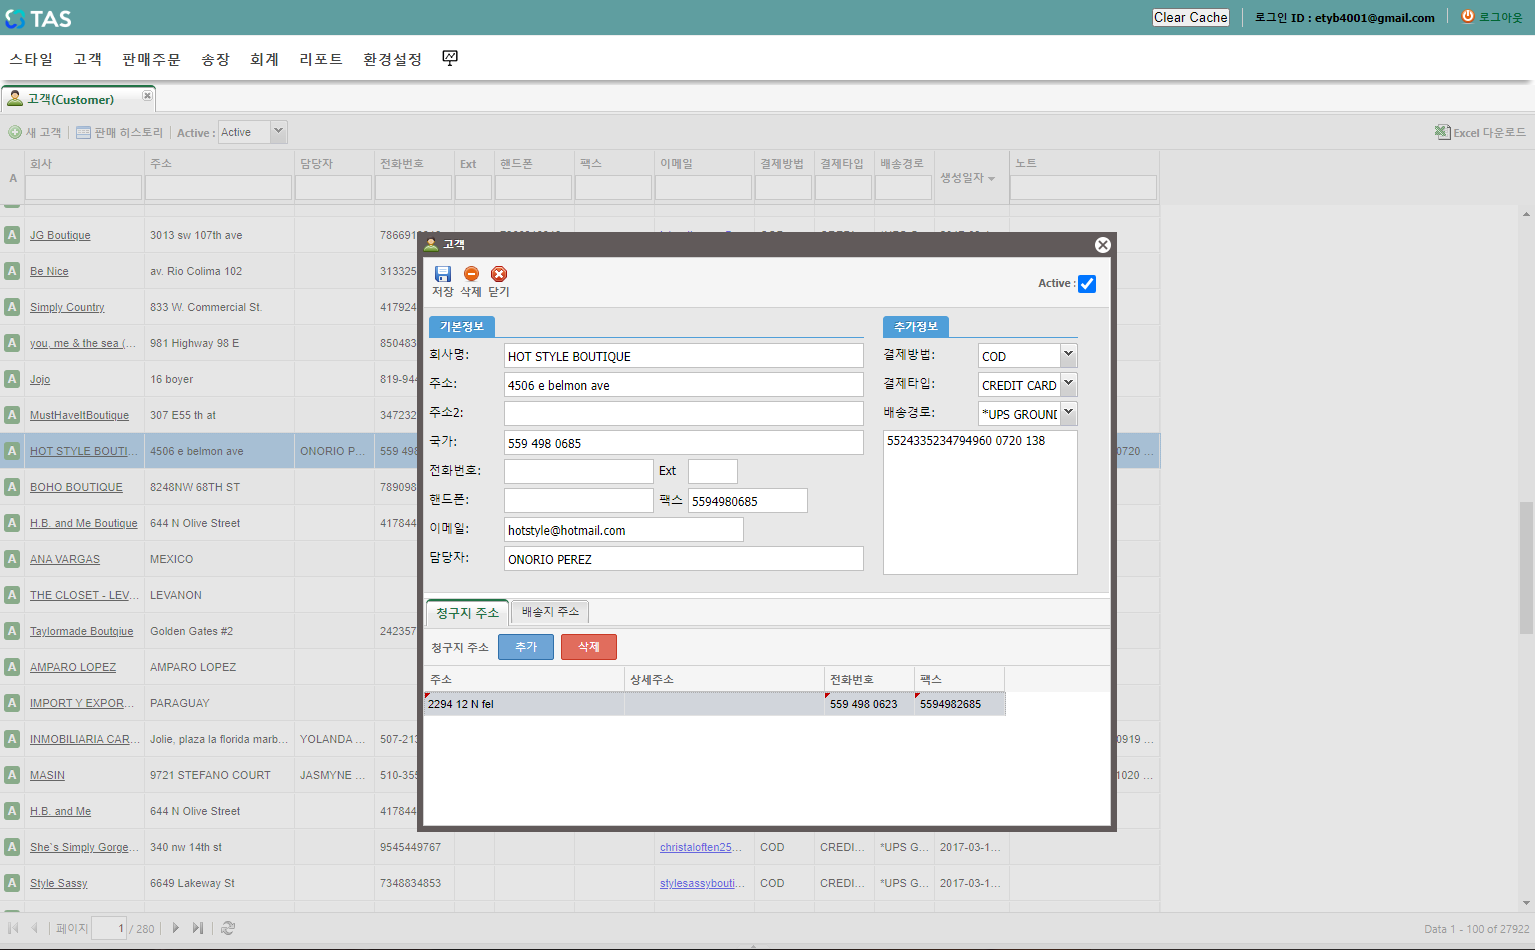 TAS
Clear Cache
로그인 ID : etyb4001@gmail.com
로그아웃
스타일 고객 판매주문 송장 회계 리포트 환경설정
고객(Customer)
새 고객 판매 히스토리 Active : Active
Excel 다운로드
A 회사 주소 담당자 전화번호 Ext 핸드폰 팩스 이메일 결제방법 결제타입 배송경로 생성일자 노트
A JG Boutique 3013 sw 107th ave
A Be Nice av. Rio Colima 102 313325
A Simply Country 833 W. Commercial St. 417924
A you, me & the sea (... 981 Highway 98 E 850483
A Jojo 16 boyer 819-944
A MustHaveItBoutique 307 E55 th at 347232
A HOT STYLE BOUTI... 4506 e belmon ave ONORIO P... 559 498 0720 ...
A BOHO BOUTIQUE 8248NW 68TH ST 789098
A H.B. and Me Boutique 644 N Olive Street 417844
A ANA VARGAS MEXICO
A THE CLOSET - LEV... LEVANON
A Taylormade Boutqiue Golden Gates #2 242357
A AMPARO LOPEZ AMPARO LOPEZ
A IMPORT Y EXPOR... PARAGUAY
A INMOBILIARIA CAR... Jolie, plaza la florida marb... YOLANDA ... 507-213 0919 ...
A MASIN 9721 STEFANO COURT JASMYNE ... 510-355 1020 ...
A H.B. and Me 644 N Olive Street 417844
A She`s Simply Gorge... 340 nw 14th st 9545449767 christaloften25... COD CREDI... *UPS G... 2017-03-1...
A Style Sassy 6649 Lakeway St 7348834853 stylesassybouti... COD CREDI... *UPS G... 2017-03-1...
고객
저장 삭제 닫기
Active :
기본정보
회사명: HOT STYLE BOUTIQUE
주소: 4506 e belmon ave
주소2:
국가: 559 498 0685
전화번호: Ext
핸드폰: 팩스 5594980685
이메일: hotstyle@hotmail.com
담당자: ONORIO PEREZ
추가정보
결제방법: COD
결제타입: CREDIT CARD
배송경로: *UPS GROUND
5524335234794960 0720 138
청구지 주소 배송지 주소
청구지 주소 추가 삭제
주소 상세주소 전화번호 팩스
2294 12 N fel 559 498 0623 5594982685
페이지 1 / 280
Data 1 - 100 of 27922